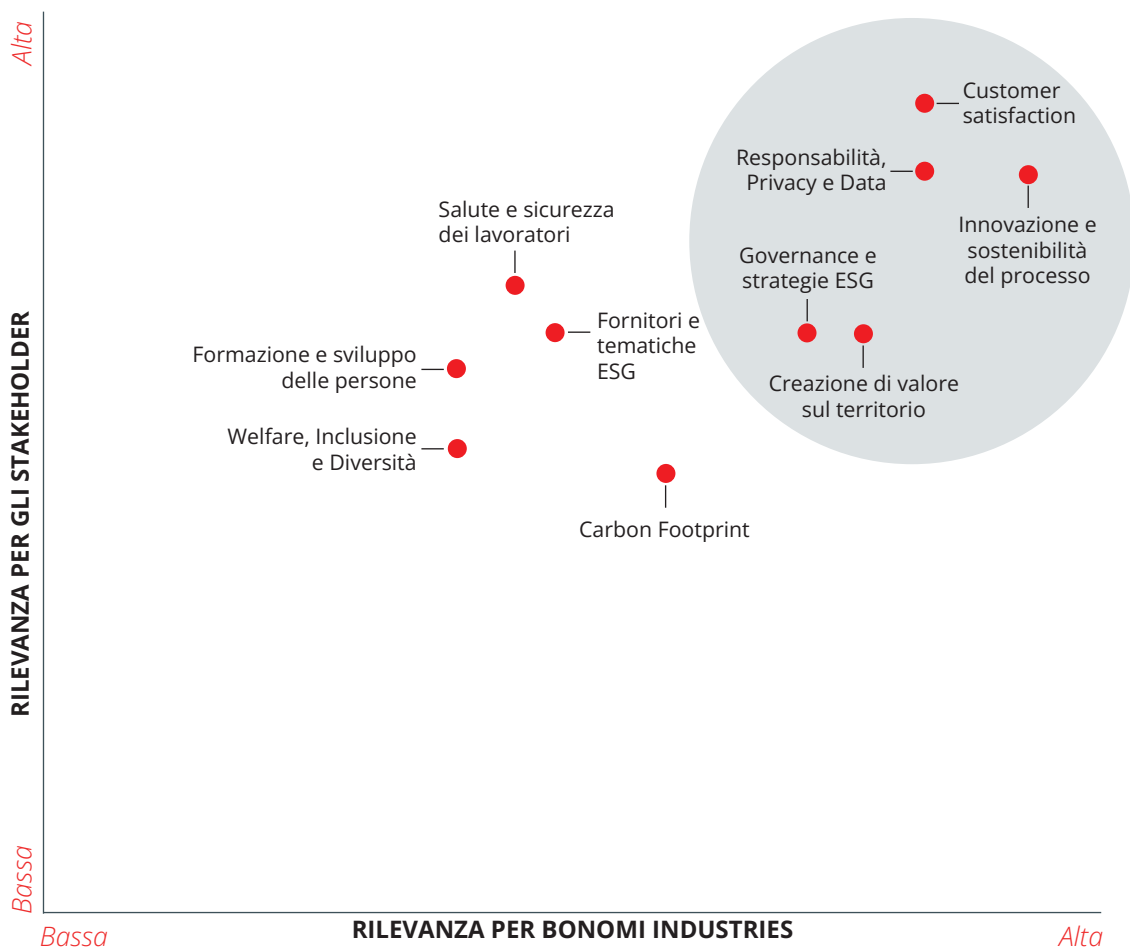 Alta
Customer
satisfaction
Responsabilità,
Privacy e Data
Innovazione e
sostenibilità
del processo
Salute e sicurezza
dei lavoratori
Governance e
strategie ESG
Fornitori e
tematiche
ESG
Formazione e sviluppo
delle persone
Creazione di valore
sul territorio
Welfare, Inclusione
e Diversità
Carbon Footprint
RILEVANZA PER GLI STAKEHOLDER
Bassa
Bassa
RILEVANZA PER BONOMI INDUSTRIES
Alta